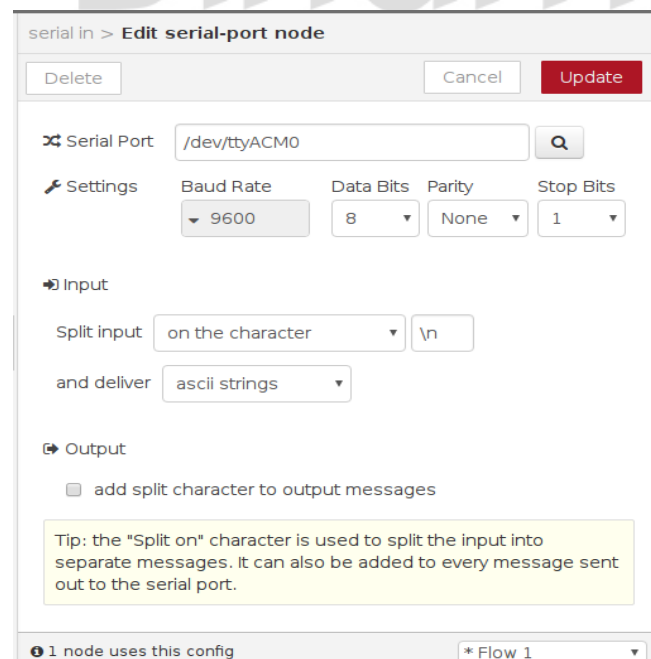 serial in > Edit serial-port node
Delete Cancel Update
Serial Port /dev/ttyACM0
Settings Baud Rate Data Bits Parity Stop Bits
9600 8 None 1
Input
Split input on the character \n
and deliver ascii strings
Output
add split character to output messages
Tip: the "Split on" character is used to split the input into
separate messages. It can also be added to every message sent
out to the serial port.
1 node uses this config * Flow 1